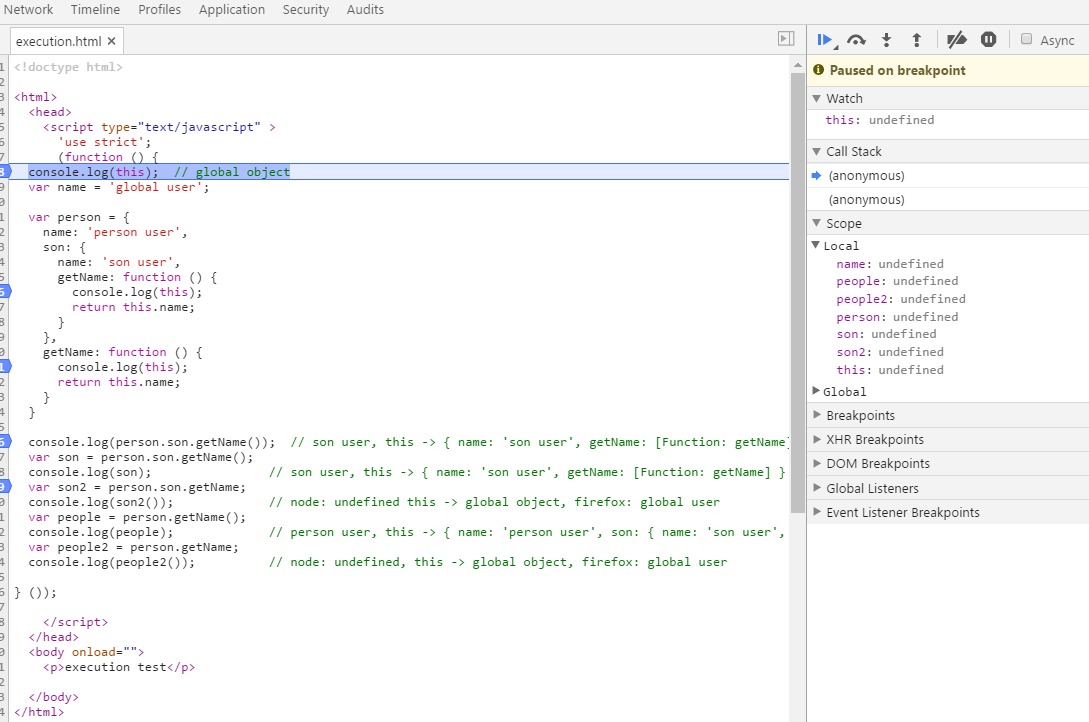 Network Timeline Profiles Application Security Audits
execution.html ×
Async
1 <!doctype html>
2
3 <html>
4   <head>
5     <script type="text/javascript" >
6       'use strict';
7       (function () {
8   console.log(this);  // global object
9   var name = 'global user';
0
1   var person = {
2     name: 'person user',
3     son: {
4       name: 'son user',
5       getName: function () {
6         console.log(this);
7         return this.name;
8       }
9     },
0     getName: function () {
1       console.log(this);
2       return this.name;
3     }
4   }
5
5   console.log(person.son.getName());  // son user, this -> { name: 'son user', getName: [Function: getName]
7   var son = person.son.getName();
8   console.log(son);                // son user, this -> { name: 'son user', getName: [Function: getName] }
9   var son2 = person.son.getName;
0   console.log(son2());             // node: undefined this -> global object, firefox: global user
1   var people = person.getName();
2   console.log(people);             // person user, this -> { name: 'person user', son: { name: 'son user',
3   var people2 = person.getName;
4   console.log(people2());          // node: undefined, this -> global object, firefox: global user
5
6 } ());
7
8     </script>
9   </head>
0   <body onload="">
1     <p>execution test</p>
2
3   </body>
4 </html>
Paused on breakpoint
Watch
this: undefined
Call Stack
(anonymous)
(anonymous)
Scope
Local
name: undefined
people: undefined
people2: undefined
person: undefined
son: undefined
son2: undefined
this: undefined
Global
Breakpoints
XHR Breakpoints
DOM Breakpoints
Global Listeners
Event Listener Breakpoints